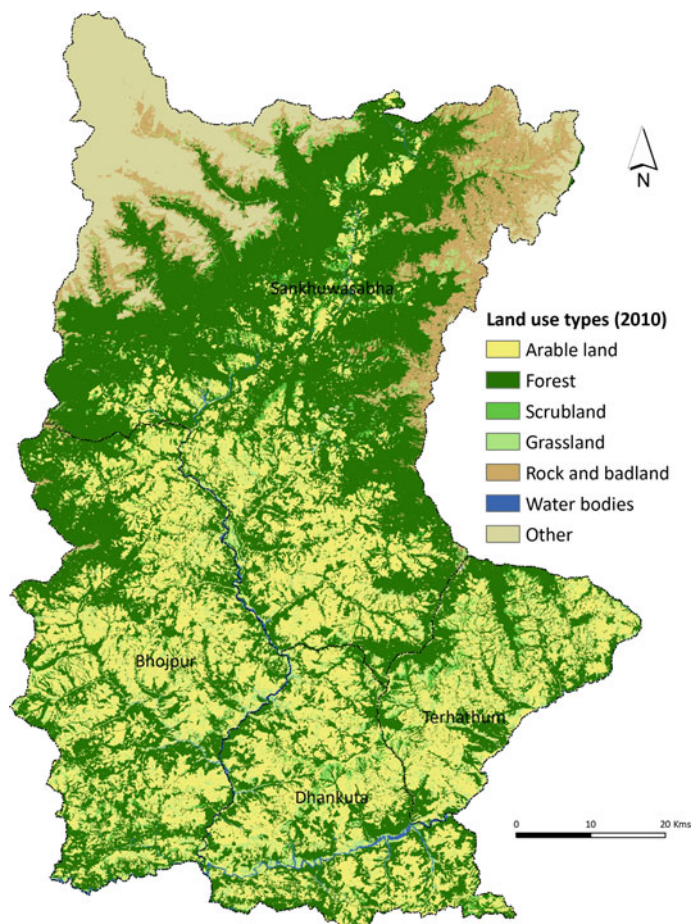 N
Sankhuwasabha
Land use types (2010)
Arable land
Forest
Scrubland
Grassland
Rock and badland
Water bodies
Other
Bhojpur
Terhathum
Dhankuta
0 10 20 Kms